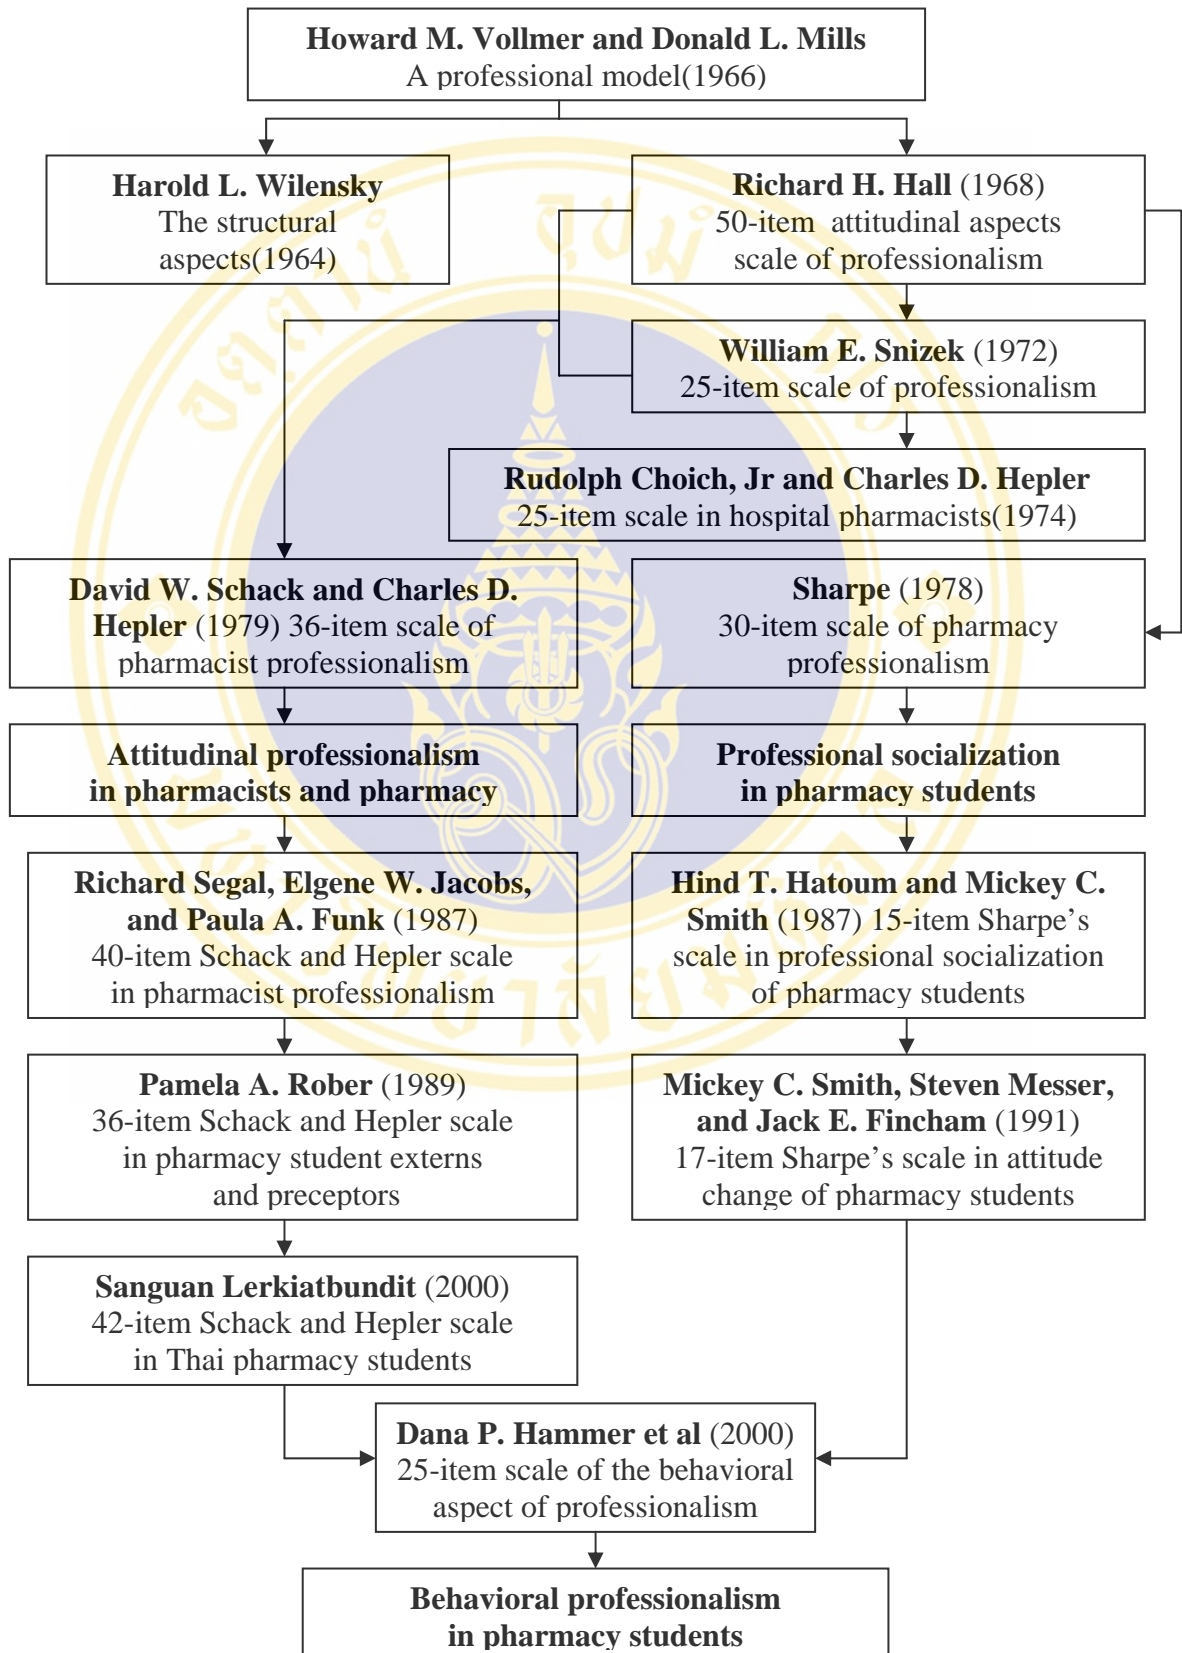 Howard M. Vollmer and Donald L. Mills
A professional model(1966)
Harold L. Wilensky
The structural
aspects(1964)
Richard H. Hall (1968)
50-item attitudinal aspects
scale of professionalism
William E. Snizek (1972)
25-item scale of professionalism
Rudolph Choich, Jr and Charles D. Hepler
25-item scale in hospital pharmacists(1974)
David W. Schack and Charles D.
Hepler (1979) 36-item scale of
pharmacist professionalism
Sharpe (1978)
30-item scale of pharmacy
professionalism
Attitudinal professionalism
in pharmacists and pharmacy
Professional socialization
in pharmacy students
Richard Segal, Elgene W. Jacobs,
and Paula A. Funk (1987)
40-item Schack and Hepler scale
in pharmacist professionalism
Hind T. Hatoum and Mickey C.
Smith (1987) 15-item Sharpe’s
scale in professional socialization
of pharmacy students
Pamela A. Rober (1989)
36-item Schack and Hepler scale
in pharmacy student externs
and preceptors
Mickey C. Smith, Steven Messer,
and Jack E. Fincham (1991)
17-item Sharpe’s scale in attitude
change of pharmacy students
Sanguan Lerkiatbundit (2000)
42-item Schack and Hepler scale
in Thai pharmacy students
Dana P. Hammer et al (2000)
25-item scale of the behavioral
aspect of professionalism
Behavioral professionalism
in pharmacy students